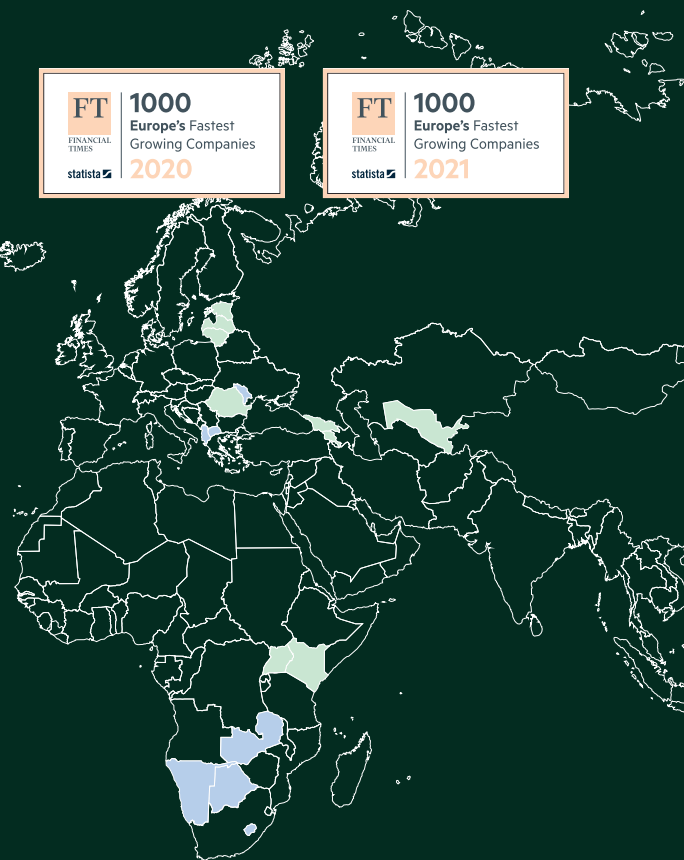 FT
FINANCIAL
TIMES
statista
1000
Europe's Fastest
Growing Companies
2020
FT
FINANCIAL
TIMES
statista
1000
Europe's Fastest
Growing Companies
2021